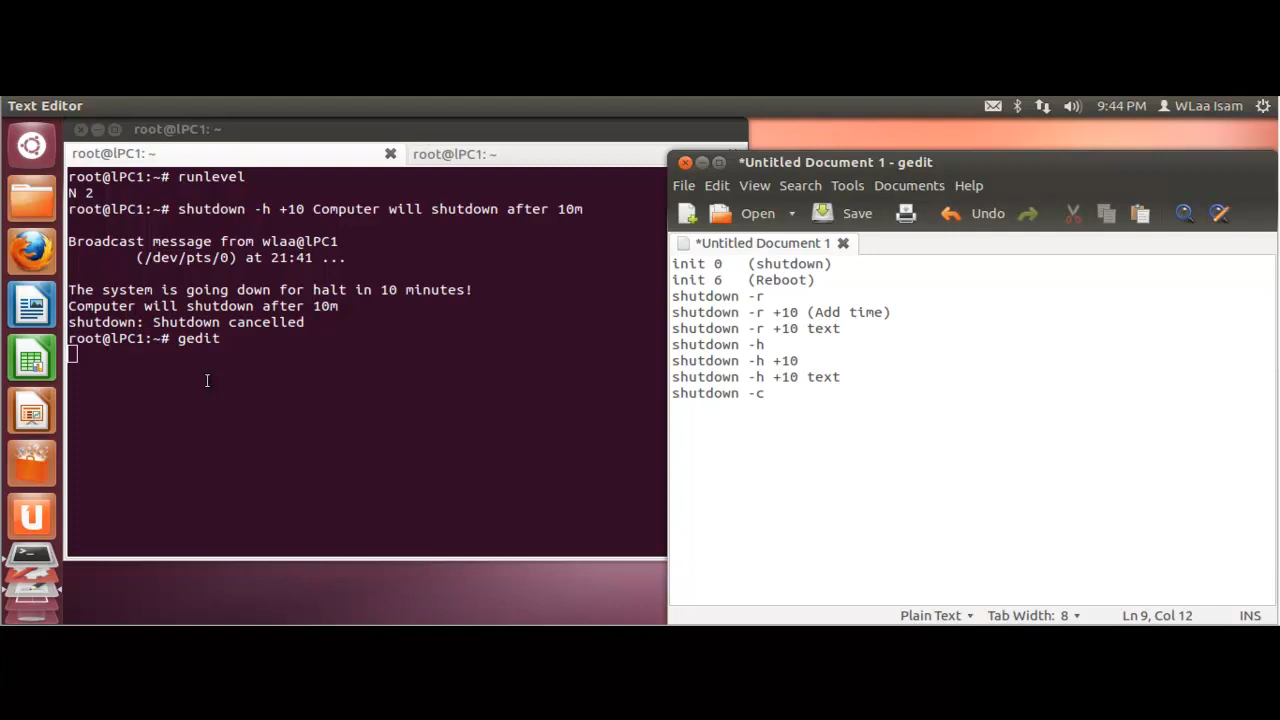 Text Editor
9:44 PM WLaa Isam
root@lPC1: ~
root@lPC1: ~
root@lPC1: ~
root@lPC1:~# runlevel
N 2
root@lPC1:~# shutdown -h +10 Computer will shutdown after 10m
Broadcast message from wlaa@lPC1
(/dev/pts/0) at 21:41 ...
The system is going down for halt in 10 minutes!
Computer will shutdown after 10m
shutdown: Shutdown cancelled
root@lPC1:~# gedit
*Untitled Document 1 - gedit
File Edit View Search Tools Documents Help
Open Save Undo
*Untitled Document 1
init 0 (shutdown)
init 6 (Reboot)
shutdown -r
shutdown -r +10 (Add time)
shutdown -r +10 text
shutdown -h
shutdown -h +10
shutdown -h +10 text
shutdown -c
Plain Text Tab Width: 8 Ln 9, Col 12 INS